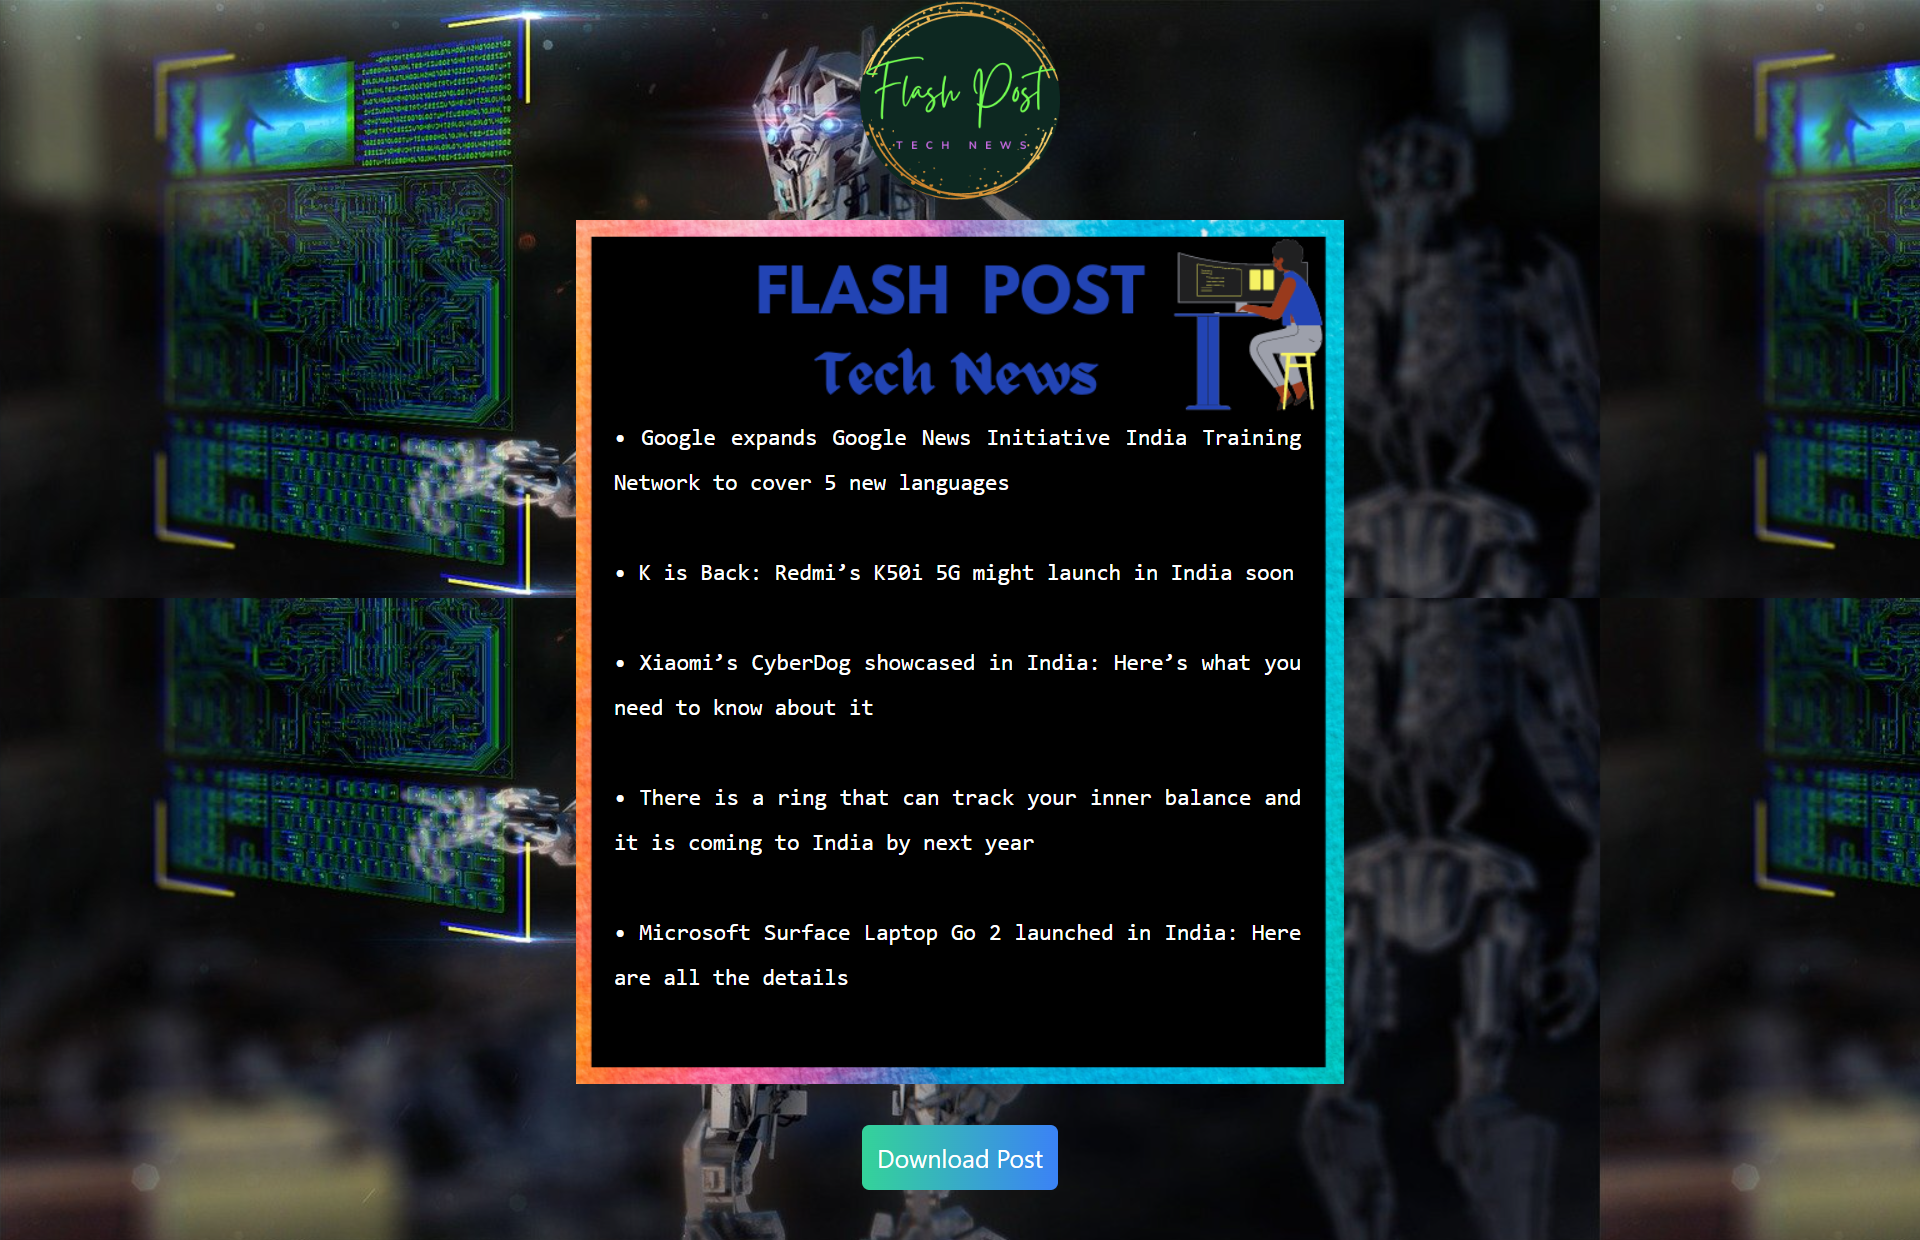 Flash Post
TECH NEWS
FLASH POST
Tech News
• Google expands Google News Initiative India Training
Network to cover 5 new languages
• K is Back: Redmi’s K50i 5G might launch in India soon
• Xiaomi’s CyberDog showcased in India: Here’s what you
need to know about it
• There is a ring that can track your inner balance and
it is coming to India by next year
• Microsoft Surface Laptop Go 2 launched in India: Here
are all the details
Download Post